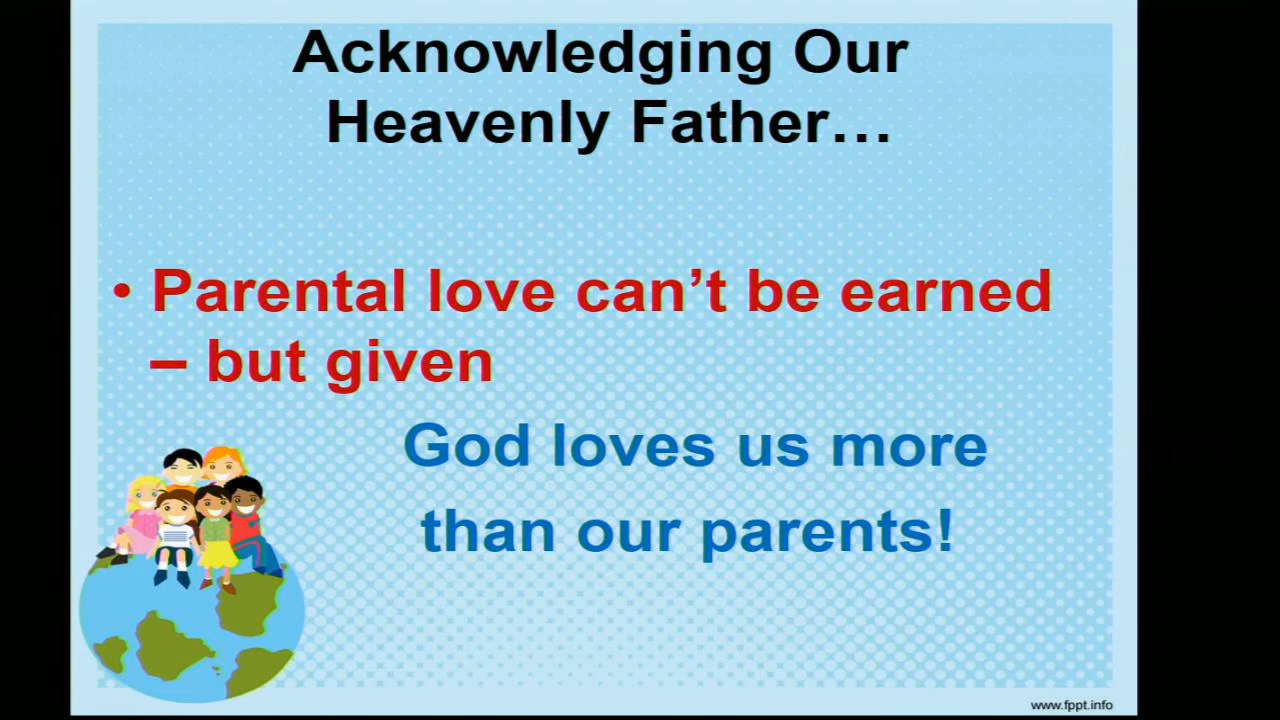 Acknowledging Our
Heavenly Father…
• Parental love can’t be earned
– but given
God loves us more
than our parents!
www.fppt.info